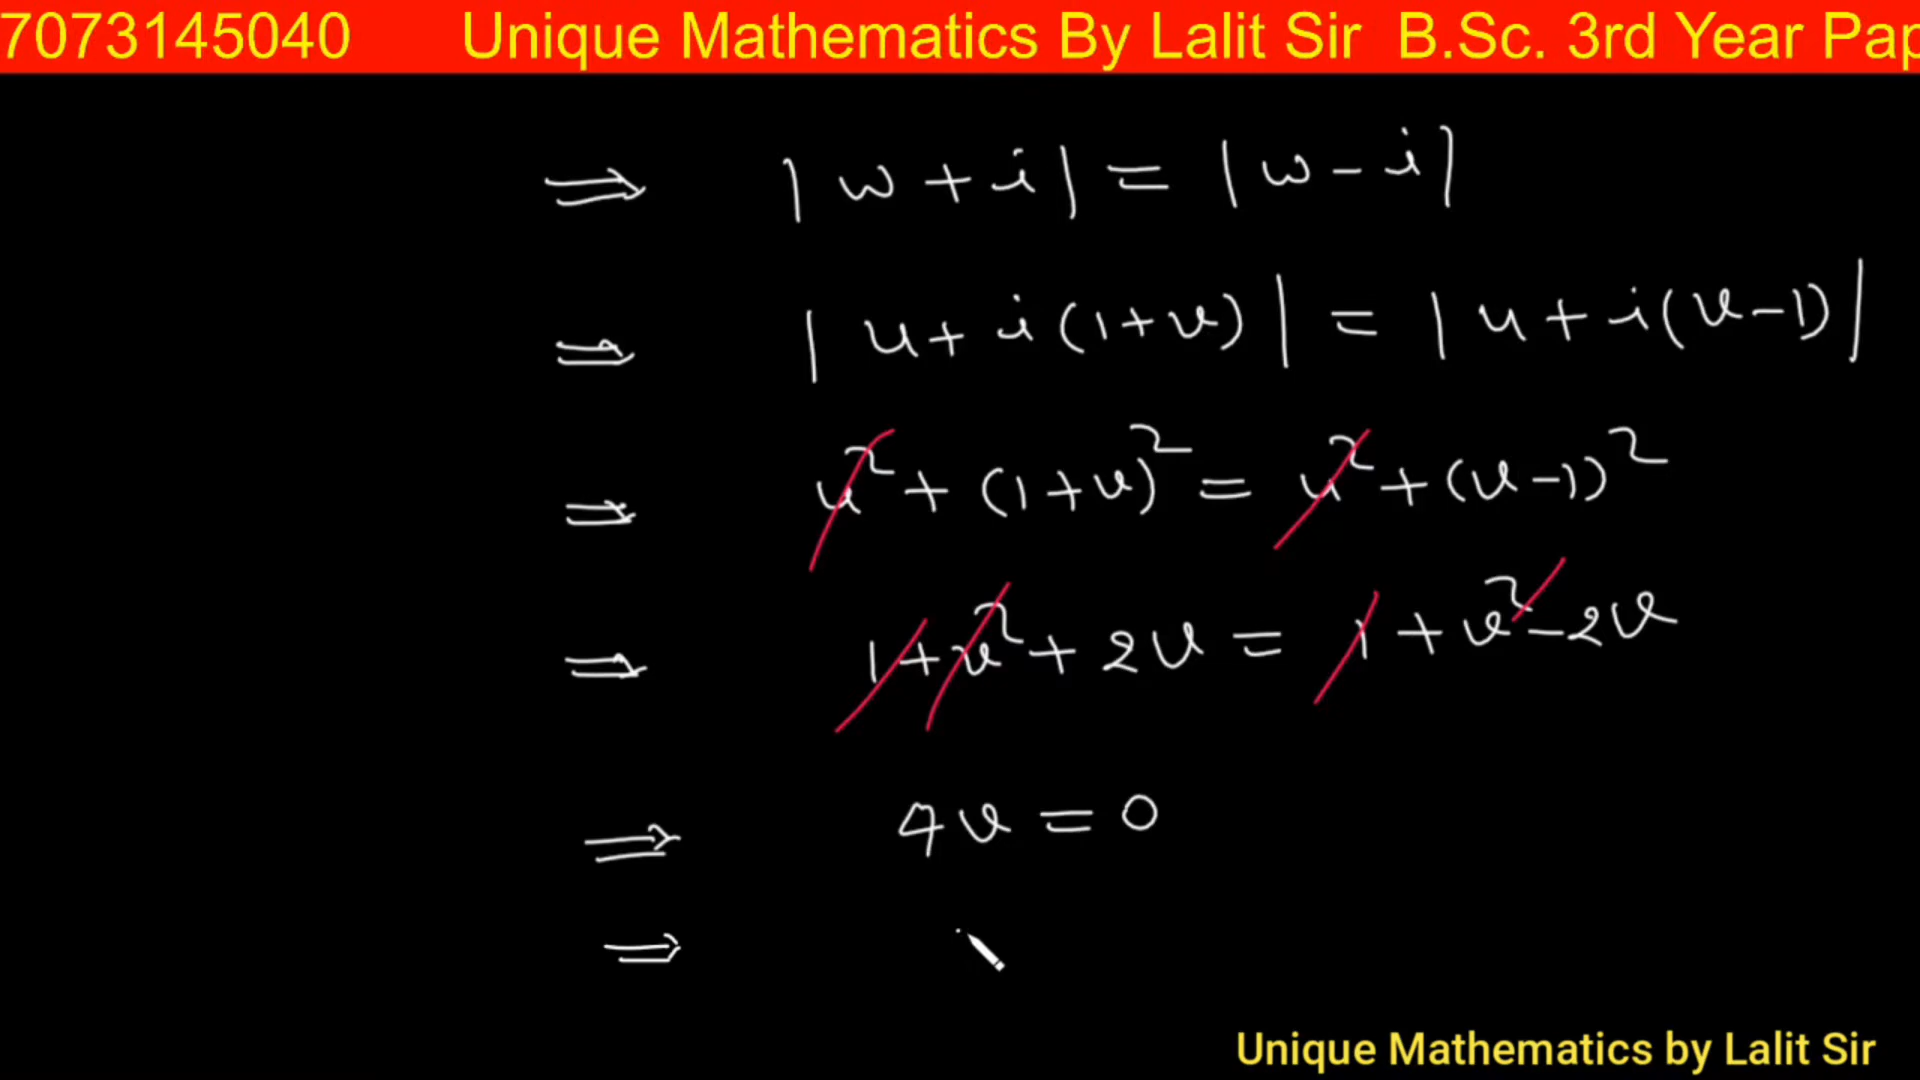 7073145040 Unique Mathematics By Lalit Sir B.Sc. 3rd Year Pap
⇒ |w + i| = |w - i|
⇒ |u + i(1+v)| = |u + i(v-1)|
⇒ u² + (1+v)² = u² + (v-1)²
⇒ 1 + v² + 2v = 1 + v² - 2v
⇒ 4v = 0
⇒
Unique Mathematics by Lalit Sir